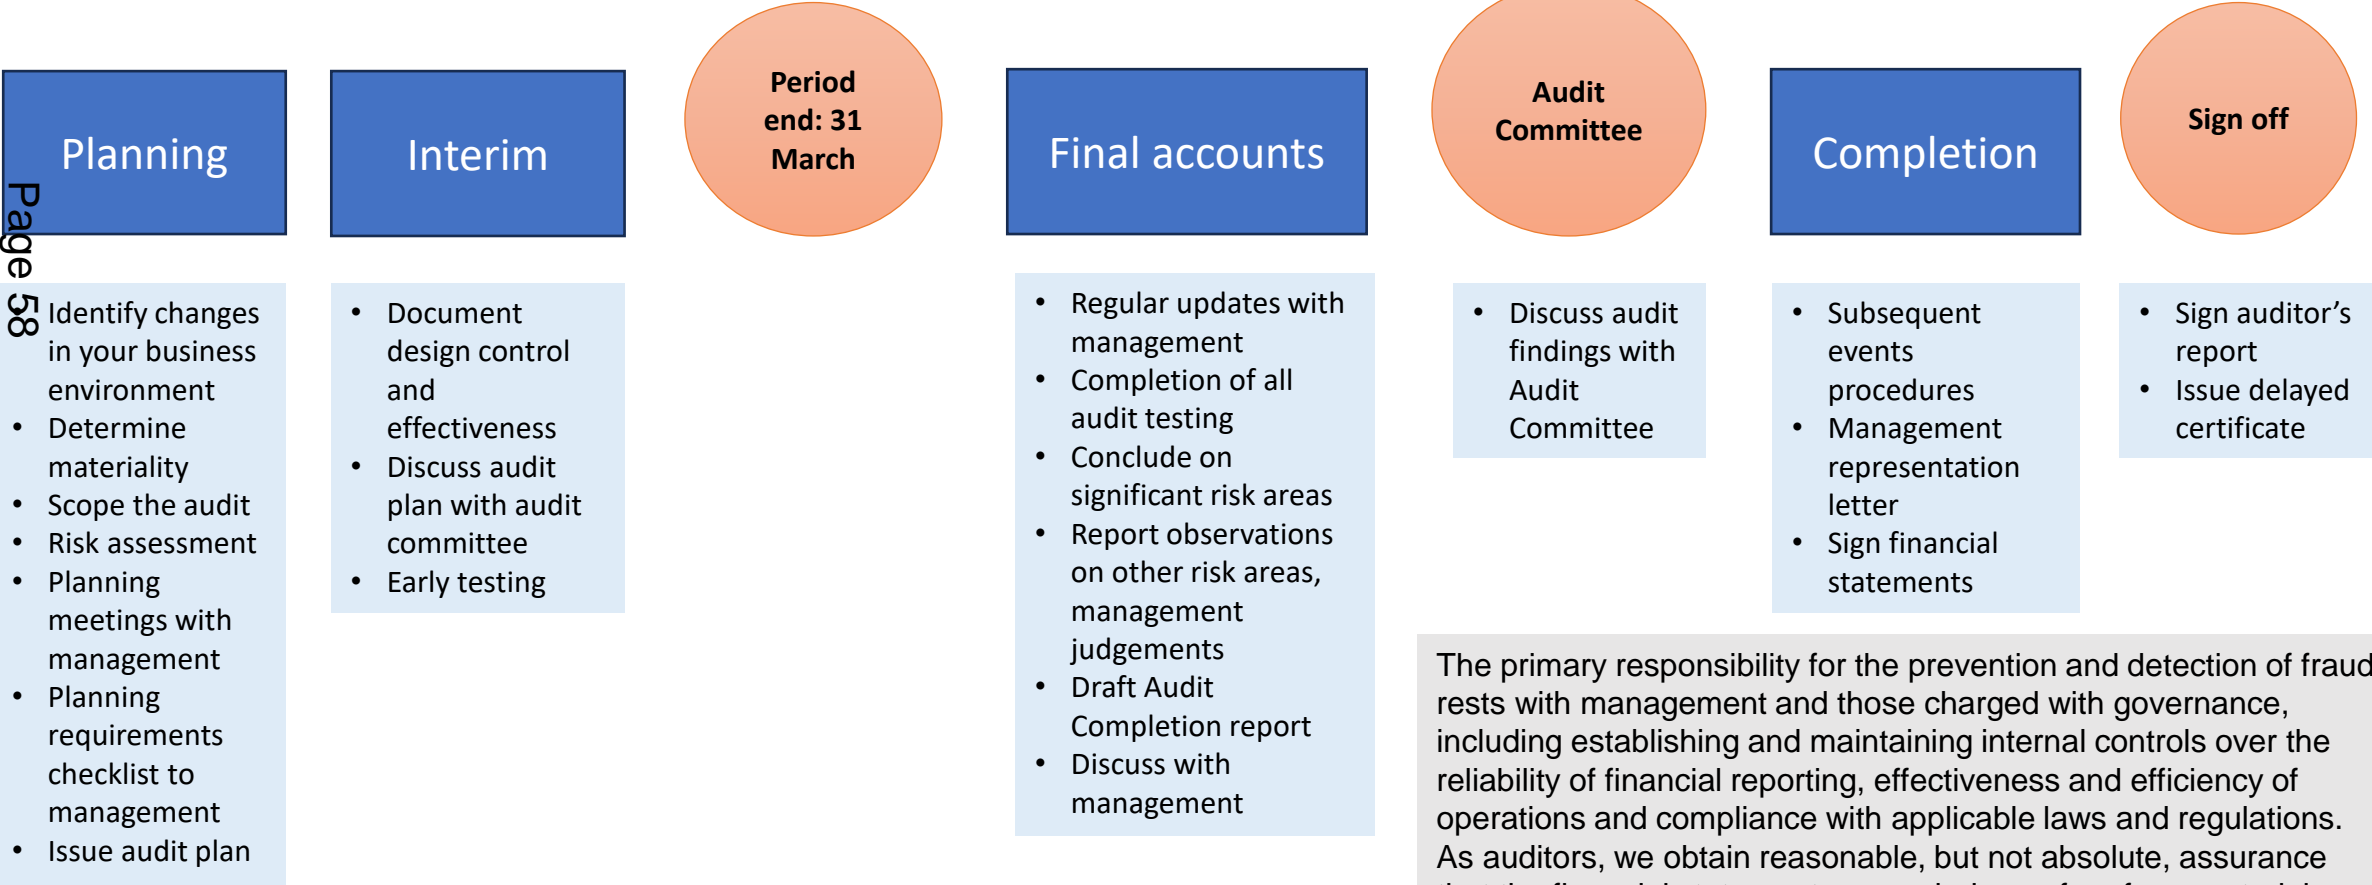 Planning
Interim
Period
end: 31
March
Final accounts
Audit
Committee
Completion
Sign off
Page 58
• Identify changes
in your business
environment
• Determine
materiality
• Scope the audit
• Risk assessment
• Planning
meetings with
management
• Planning
requirements
checklist to
management
• Issue audit plan
• Document
design control
and
effectiveness
• Discuss audit
plan with audit
committee
• Early testing
• Regular updates with
management
• Completion of all
audit testing
• Conclude on
significant risk areas
• Report observations
on other risk areas,
management
judgements
• Draft Audit
Completion report
• Discuss with
management
• Discuss audit
findings with
Audit
Committee
• Subsequent
events
procedures
• Management
representation
letter
• Sign financial
statements
• Sign auditor's
report
• Issue delayed
certificate
The primary responsibility for the prevention and detection of fraud
rests with management and those charged with governance,
including establishing and maintaining internal controls over the
reliability of financial reporting, effectiveness and efficiency of
operations and compliance with applicable laws and regulations.
As auditors, we obtain reasonable, but not absolute, assurance